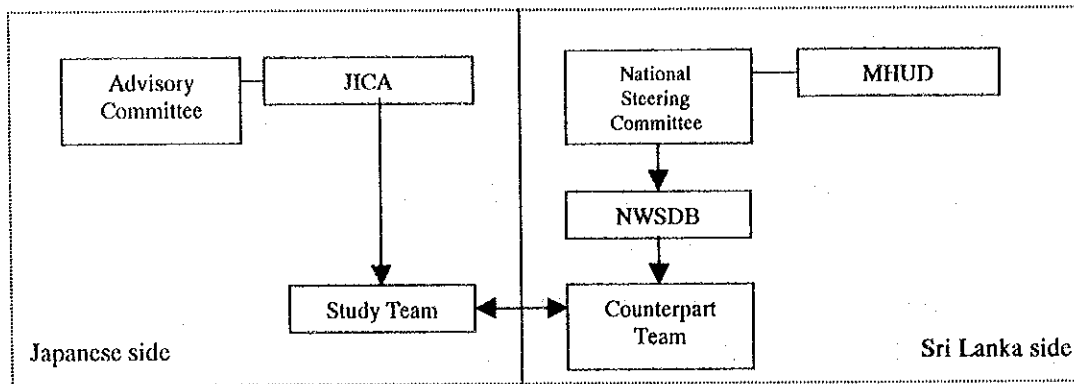 Advisory
Committee
JICA
Study Team
Japanese side
National
Steering
Committee
MHUD
NWSDB
Counterpart
Team
Sri Lanka side